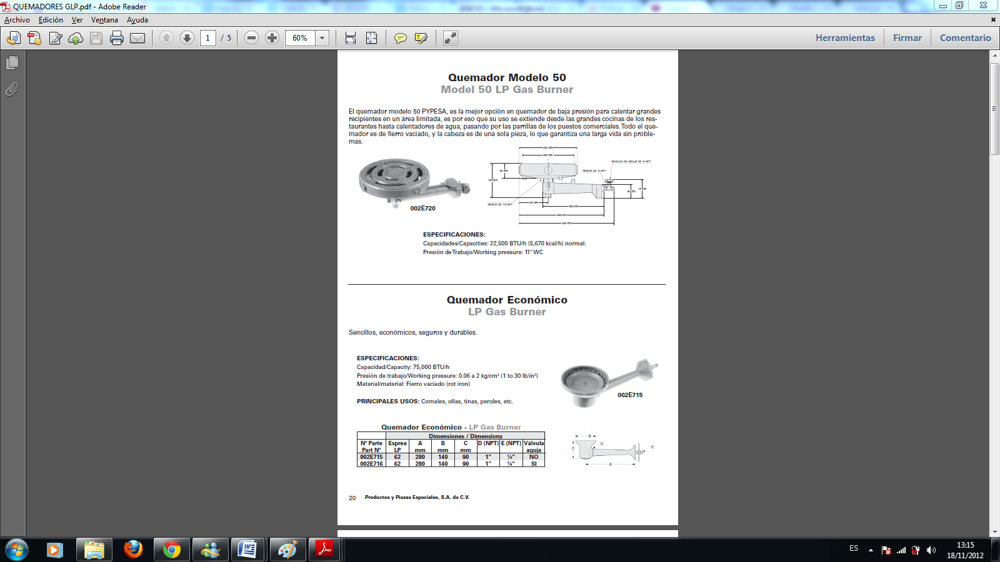 QUEMADORES GLP.pdf - Adobe Reader
Archivo Edición Ver Ventana Ayuda
1 / 5 60% Herramientas Firmar Comentario
Quemador Modelo 50
Model 50 LP Gas Burner
El quemador modelo 50 PYPESA, es la mejor opción en quemador de baja presión para calentar grandes
recipientes en un área limitada, es por eso que su uso se extiende desde las grandes cocinas de los res-
taurantes hasta calentadores de agua, pasando por las parrillas de los puestos comerciales. Todo el que-
mador es de fierro vaciado, y la cabeza es de una sola pieza, lo que garantiza una larga vida sin proble-
mas.
002E720
ESPECIFICACIONES:
Capacidades/Capacities: 22,500 BTU/h (5,670 kcal/h) normal.
Presión de Trabajo/Working pressure: 11" WC
Quemador Económico
LP Gas Burner
Sencillos, económicos, seguros y durables.
ESPECIFICACIONES:
Capacidad/Capacity: 75,000 BTU/h
Presión de trabajo/Working pressure: 0.06 a 2 kg/cm² (1 to 30 lb/in²)
Material/material: Fierro vaciado (rot iron)
002E715
PRINCIPALES USOS: Comales, ollas, tinas, peroles, etc.
Quemador Económico - LP Gas Burner
Dimensiones / Dimensions
Nº Parte Esprea A B C D (NPT) E (NPT) Válvula
Part Nº LP mm mm mm aguja
002E715 62 280 140 90 1" ¼" NO
002E716 62 280 140 90 1" ¼" SI
B
D
C
E
A
20 Productos y Piezas Especiales, S.A. de C.V.
ES
13:15
18/11/2012